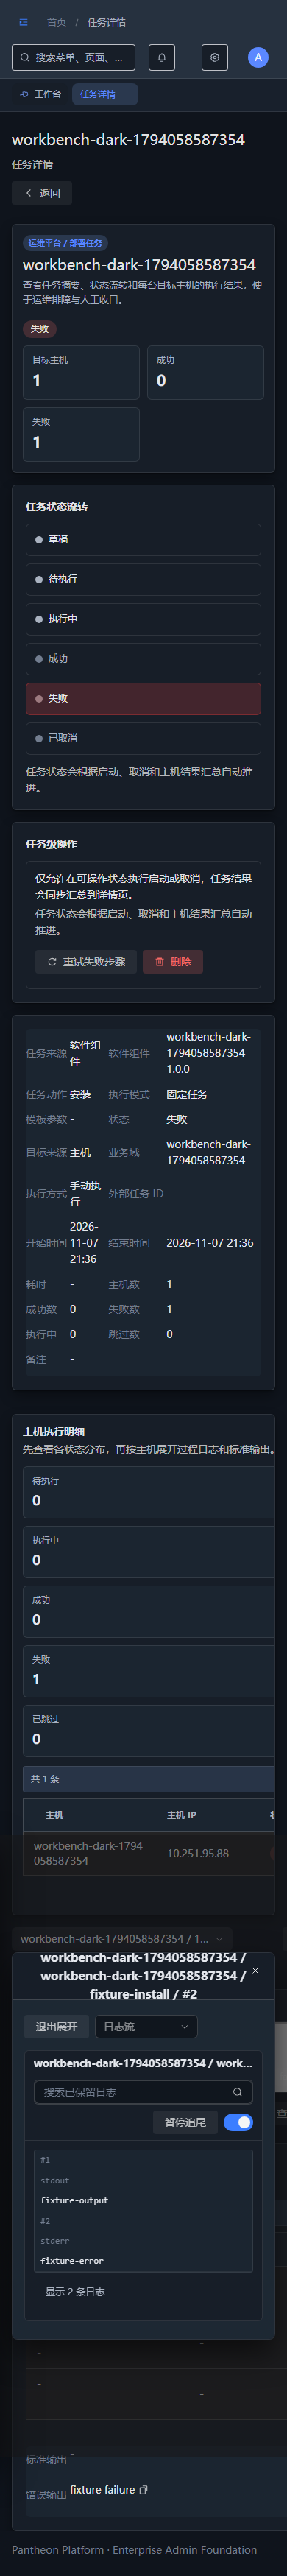 首页 / 任务详情
搜索菜单、页面、...
A
工作台
任务详情
workbench-dark-1794058587354
任务详情
返回
运维平台 / 部署任务
workbench-dark-1794058587354
查看任务摘要、状态流转和每台目标主机的执行结果，便
于运维排障与人工收口。
失败
目标主机
1
成功
0
失败
1
任务状态流转
草稿
待执行
执行中
成功
失败
已取消
任务状态会根据启动、取消和主机结果汇总自动推
进。
任务级操作
仅允许在可操作状态执行启动或取消，任务结果
会同步汇总到详情页。
任务状态会根据启动、取消和主机结果汇总自动
推进。
重试失败步骤
删除
任务来源 软件组件 软件组件 workbench-dark-1794058587354 1.0.0
任务动作 安装 执行模式 固定任务
模板参数 - 状态 失败
目标来源 主机 业务域 workbench-dark-1794058587354
执行方式 手动执行 外部任务 ID -
开始时间 2026-11-07 21:36 结束时间 2026-11-07 21:36
耗时 - 主机数 1
成功数 0 失败数 1
执行中 0 跳过数 0
备注 -
主机执行明细
先查看各状态分布，再按主机展开过程日志和标准输出。
待执行
0
执行中
0
成功
0
失败
1
已跳过
0
共 1 条
主机 主机 IP
workbench-dark-1794
058587354
10.251.95.88
workbench-dark-1794058587354 / 1...
workbench-dark-1794058587354 /
workbench-dark-1794058587354 /
fixture-install / #2
退出展开
日志流
workbench-dark-1794058587354 / work...
搜索已保留日志
暂停追尾
#1
stdout
fixture-output
#2
stderr
fixture-error
显示 2 条日志
查
-
-
-
-
-
标准输出 -
错误输出 fixture failure
Pantheon Platform · Enterprise Admin Foundation